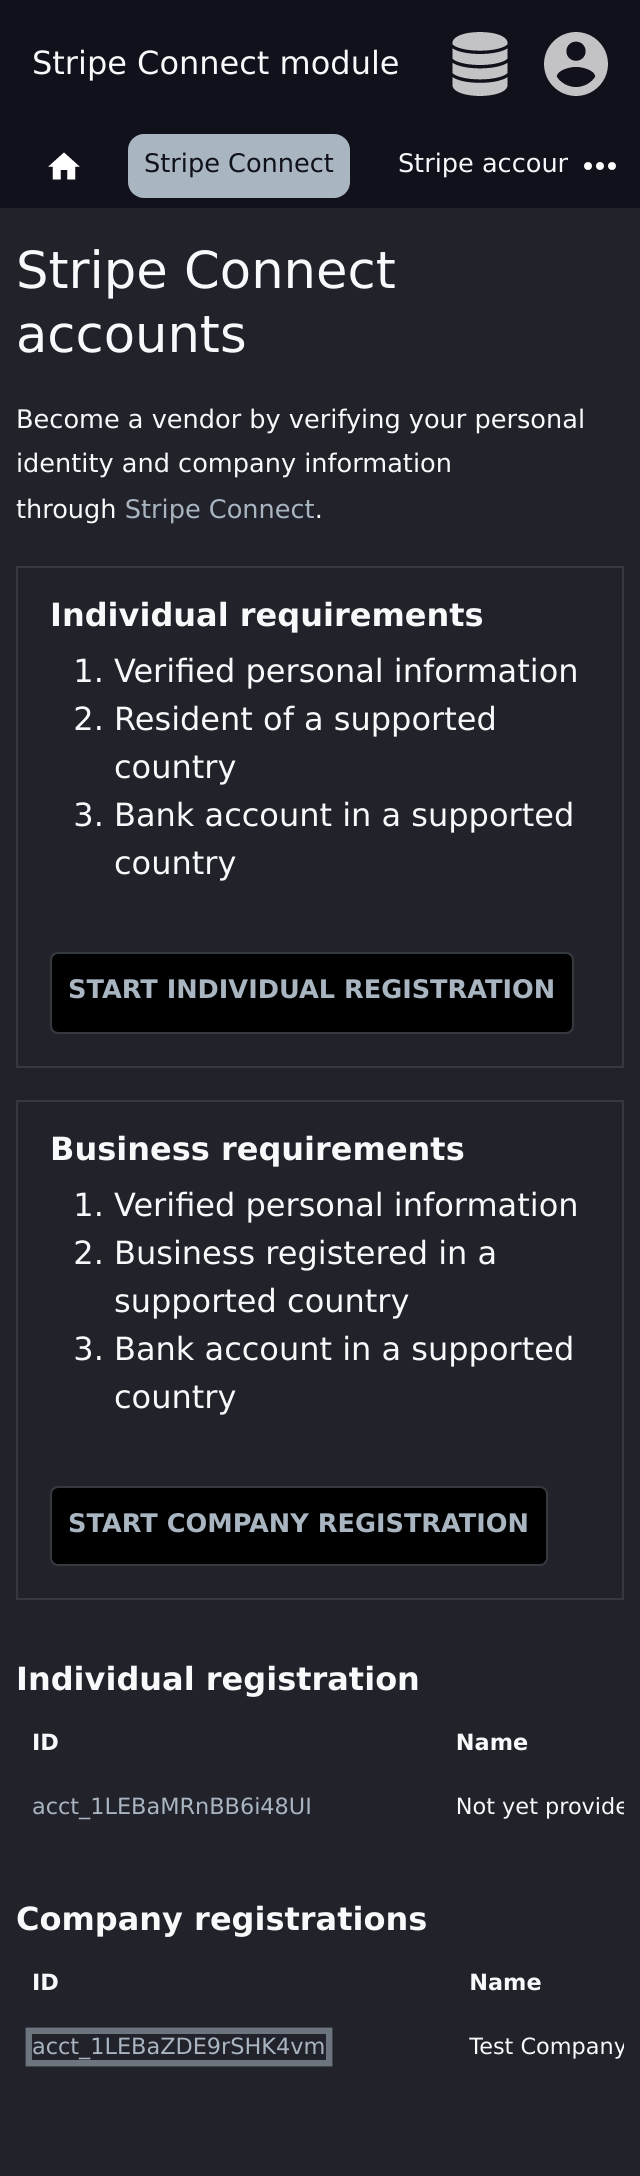 Stripe Connect module
Stripe Connect
Stripe accour
Stripe Connect
accounts
Become a vendor by verifying your personal
identity and company information
through Stripe Connect.
Individual requirements
1. Verified personal information
2. Resident of a supported
country
3. Bank account in a supported
country
START INDIVIDUAL REGISTRATION
Business requirements
1. Verified personal information
2. Business registered in a
supported country
3. Bank account in a supported
country
START COMPANY REGISTRATION
Individual registration
ID Name
acct_1LEBaMRnBB6i48UI Not yet provide
Company registrations
ID Name
acct_1LEBaZDE9rSHK4vm Test Company